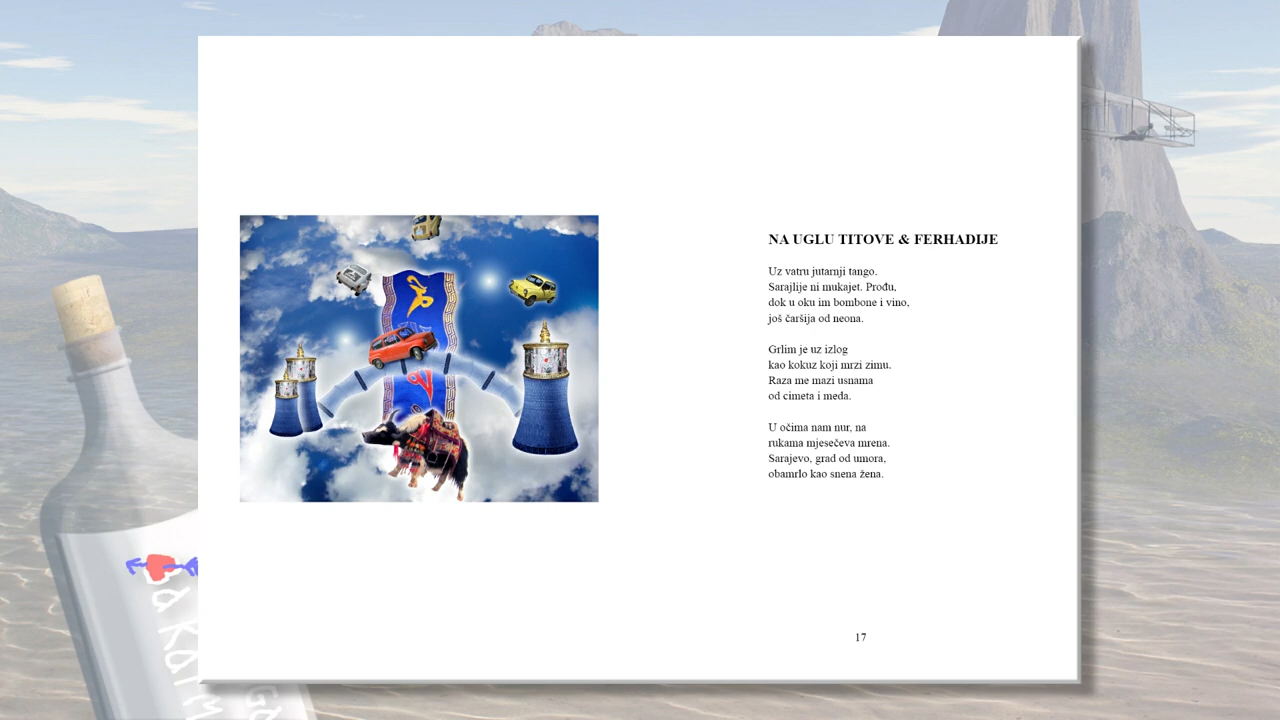 NA UGLU TITOVE & FERHADIJE
Uz vatru jutarnji tango.
Sarajlije ni mukajet. Prođu,
dok u oku im bombone i vino,
još čaršija od neona.
Grlim je uz izlog
kao kokuz koji mrzi zimu.
Raza me mazi usnama
od cimeta i meda.
U očima nam nur, na
rukama mjesečeva mrena.
Sarajevo, grad od umora,
obamrlo kao snena žena.
17